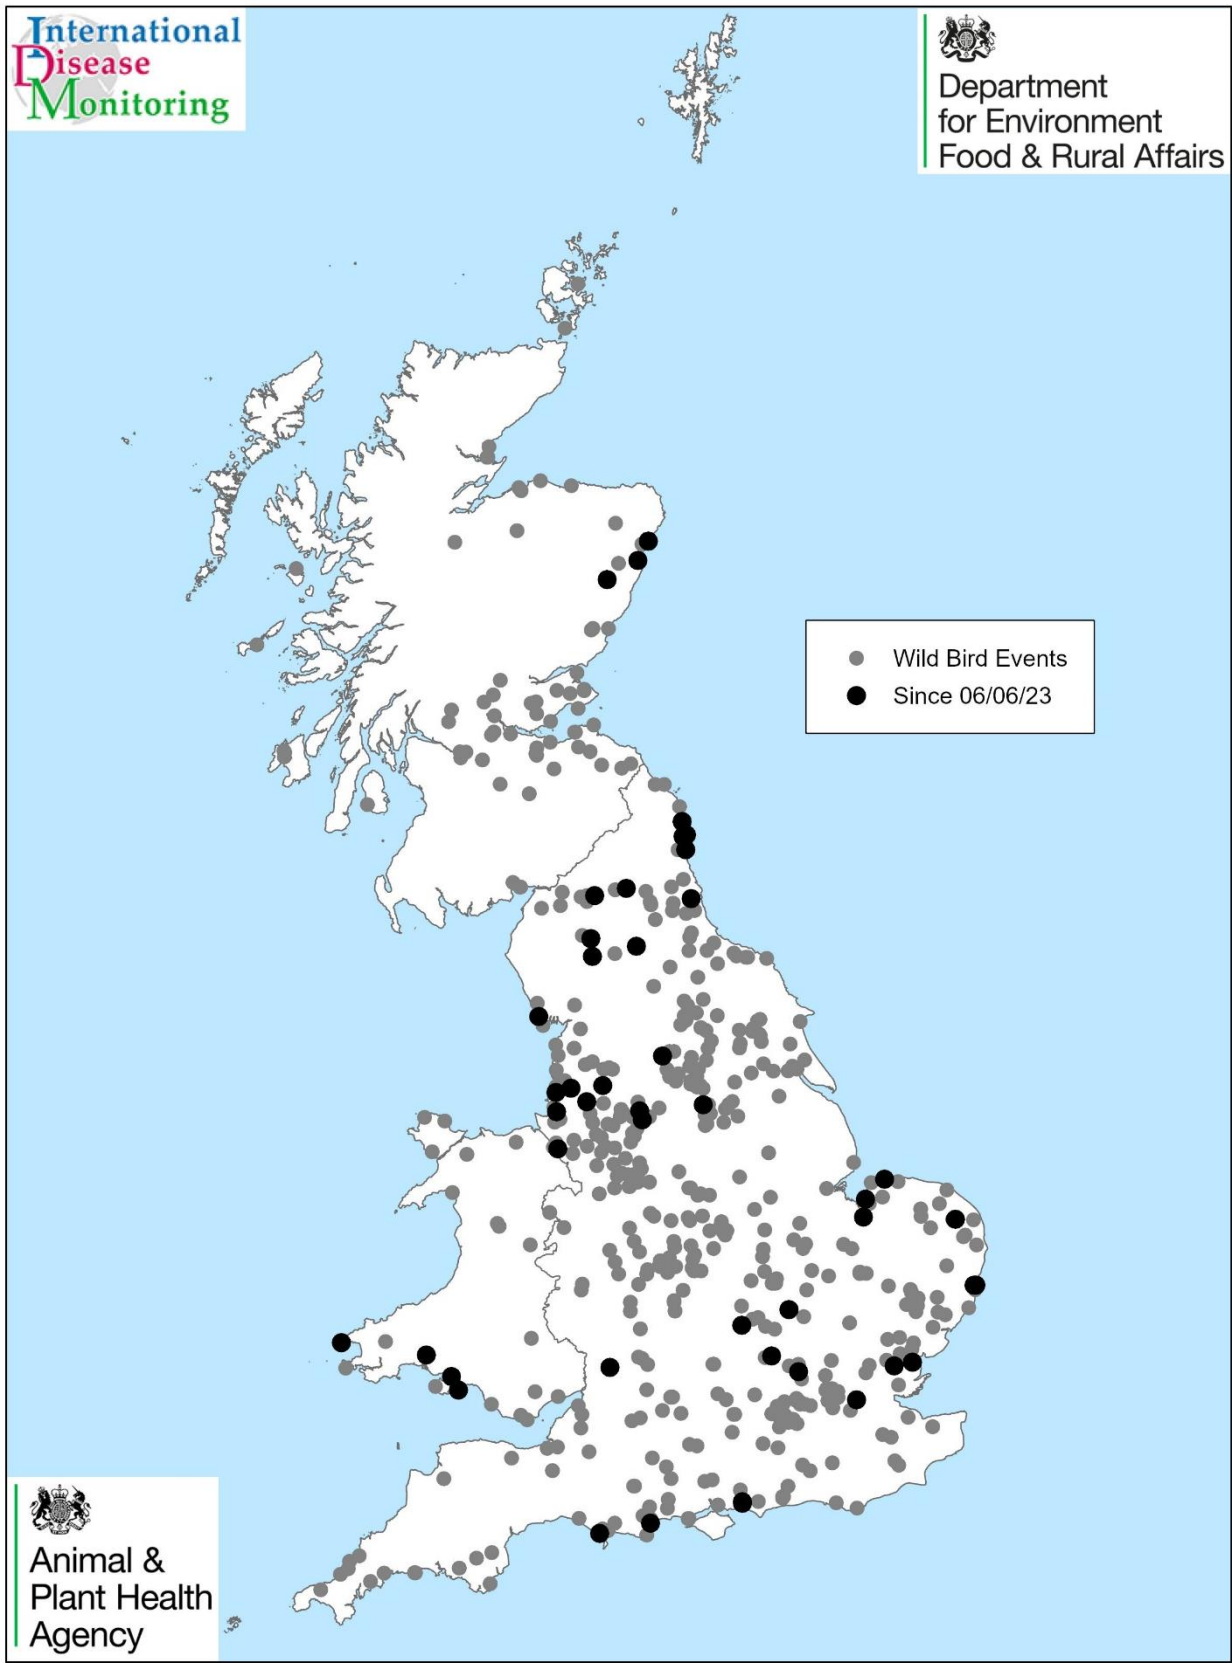 International
Disease
Monitoring
Department
for Environment
Food & Rural Affairs
Wild Bird Events
Since 06/06/23
Animal &
Plant Health
Agency